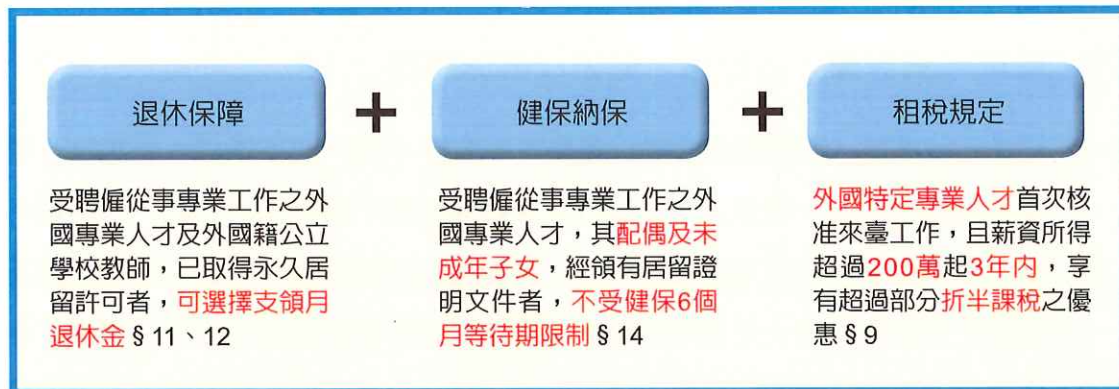 退休保障
+
健保納保
+
租稅規定
受聘僱從事專業工作之外
國專業人才及外國籍公立
學校教師，已取得永久居
留許可者，可選擇支領月
退休金§11、12
受聘僱從事專業工作之外
國專業人才，其配偶及未
成年子女，經領有居留證
明文件者，不受健保6個
月等待期限制§14
外國特定專業人才首次核
准來臺工作，且薪資所得
超過200萬起3年内，享
有超過部分折半課稅之優
惠§9